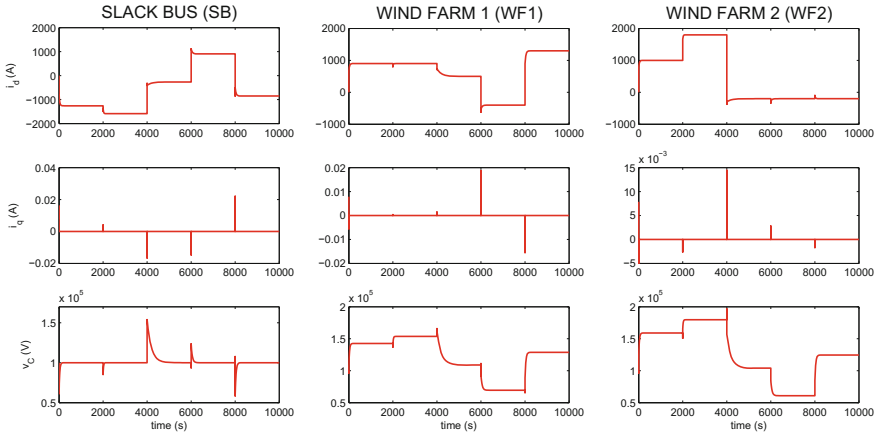 SLACK BUS (SB) WIND FARM 1 (WF1) WIND FARM 2 (WF2)
2000 2000 2000
1000 1000 1000
0 0 0
−1000
−2000 −1000 −1000
i_d (A)
0 2000 4000 6000 8000 10000 0 2000 4000 6000 8000 10000 0 2000 4000 6000 8000 10000
x 10^-3
0.04 0.02 15
0.02 0.01 10
0 0 5
−0.02 −0.01 0
−0.02 −5
i_q (A)
0 2000 4000 6000 8000 10000 0 2000 4000 6000 8000 10000 0 2000 4000 6000 8000 10000
x 10^5 x 10^5 x 10^5
1.5 2 2
1 1.5 1.5
0.5 1 1
0.5 0.5
v_C (V)
0 2000 4000 6000 8000 10000 0 2000 4000 6000 8000 10000 0 2000 4000 6000 8000 10000
time (s) time (s) time (s)